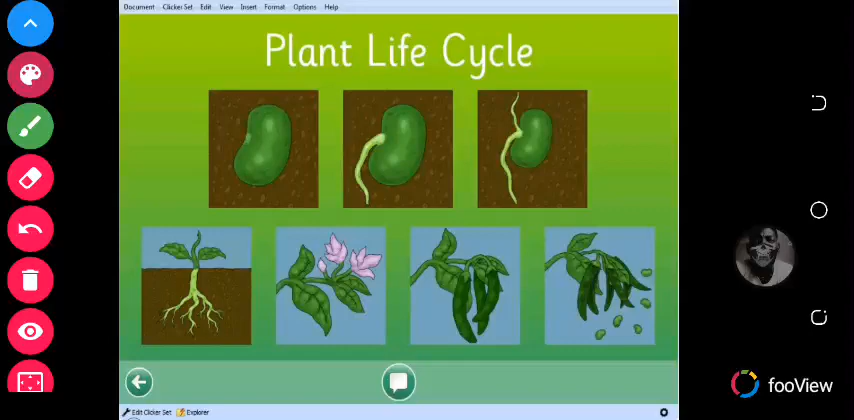 Document Clicker Set Edit View Insert Format Options Help
Plant Life Cycle
fooView
Edit Clicker Set Explorer